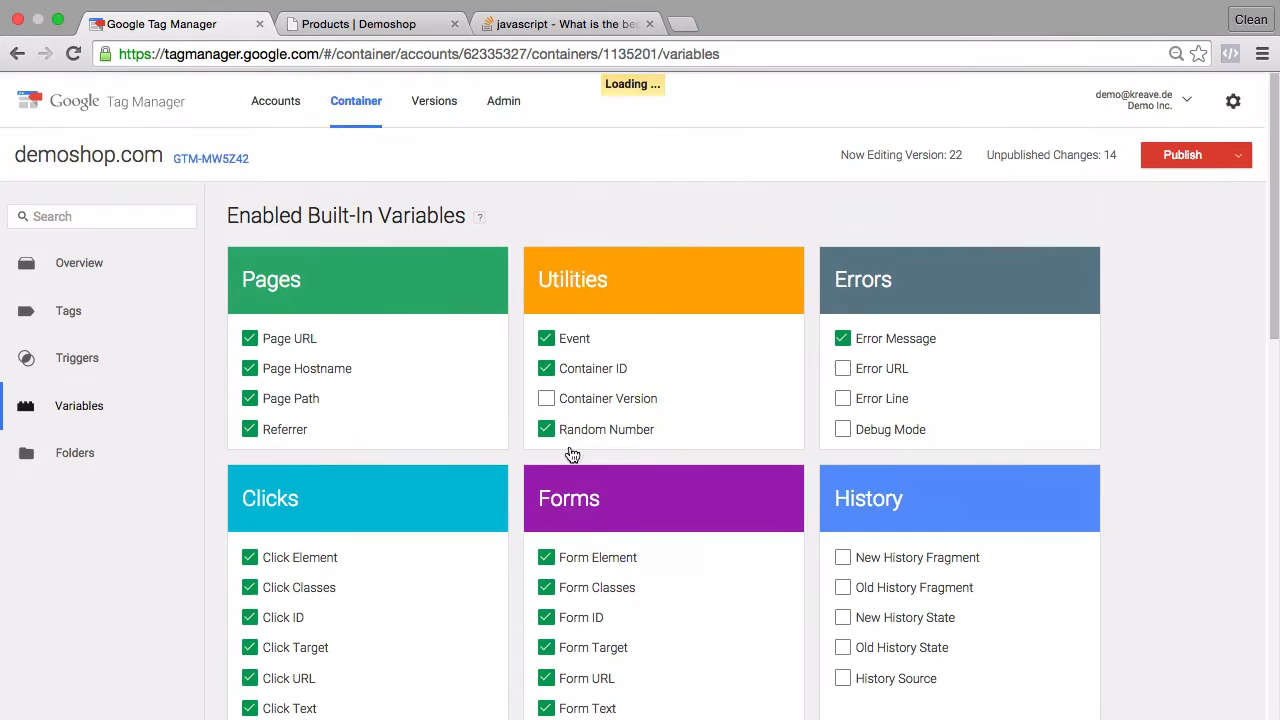 Google Tag Manager
Products | Demoshop
javascript - What is the be
Clean
https://tagmanager.google.com/#/container/accounts/62335327/containers/1135201/variables
Loading ...
Google Tag Manager
Accounts
Container
Versions
Admin
demo@kreave.de
Demo Inc.
demoshop.com
GTM-MW5Z42
Now Editing Version: 22
Unpublished Changes: 14
Publish
Search
Overview
Tags
Triggers
Variables
Folders
Enabled Built-In Variables ?
Pages
Page URL
Page Hostname
Page Path
Referrer
Utilities
Event
Container ID
Container Version
Random Number
Errors
Error Message
Error URL
Error Line
Debug Mode
Clicks
Click Element
Click Classes
Click ID
Click Target
Click URL
Click Text
Forms
Form Element
Form Classes
Form ID
Form Target
Form URL
Form Text
History
New History Fragment
Old History Fragment
New History State
Old History State
History Source